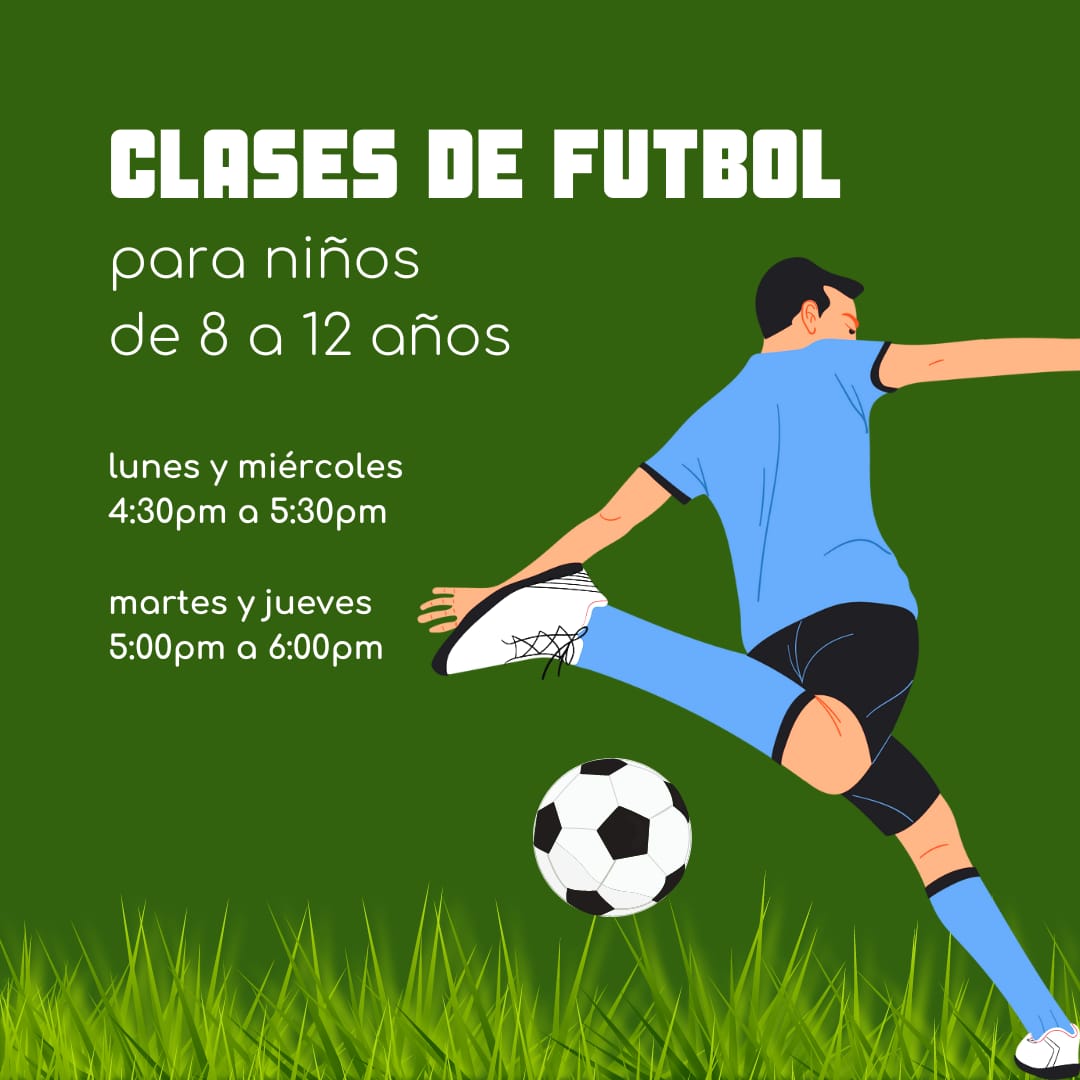 CLASES DE FUTBOL
para niños
de 8 a 12 años
lunes y miércoles
4:30pm a 5:30pm
martes y jueves
5:00pm a 6:00pm